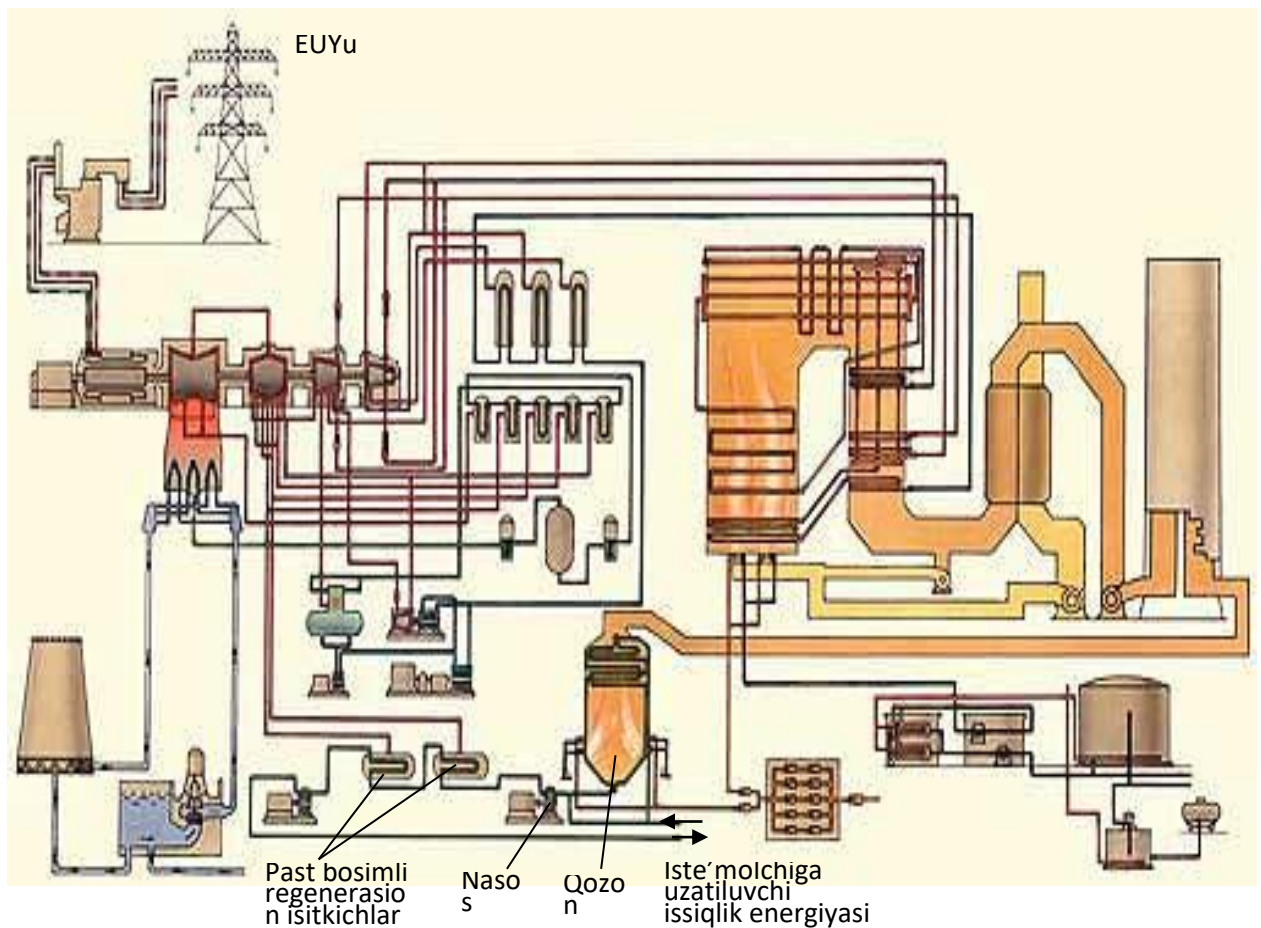 EUYu
Past bosimli
regenerasio
n isitkichlar
Naso
s
Qozo
n
Iste’molchiga
uzatiluvchi
issiqlik energiyasi